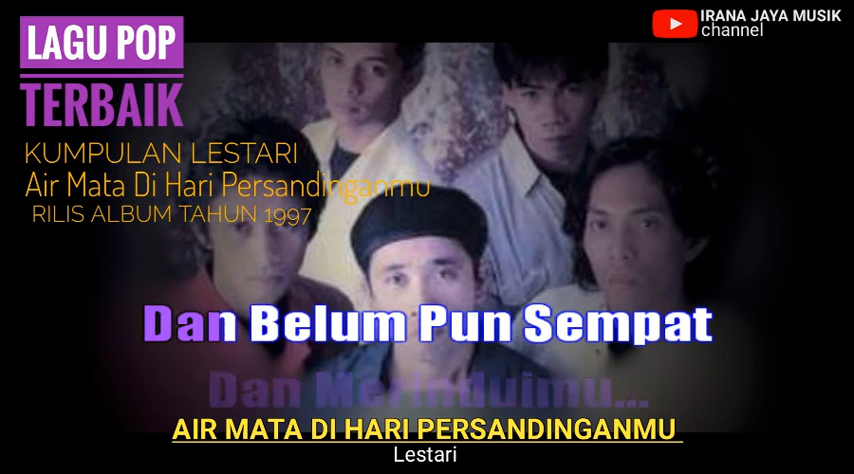 LAGU POP
TERBAIK
IRANA JAYA MUSIK
channel
KUMPULAN LESTARI
Air Mata Di Hari Persandinganmu
RILIS ALBUM TAHUN 1997
Dan Belum Pun Sempat
Dan Merinduimu...
AIR MATA DI HARI PERSANDINGANMU
Lestari